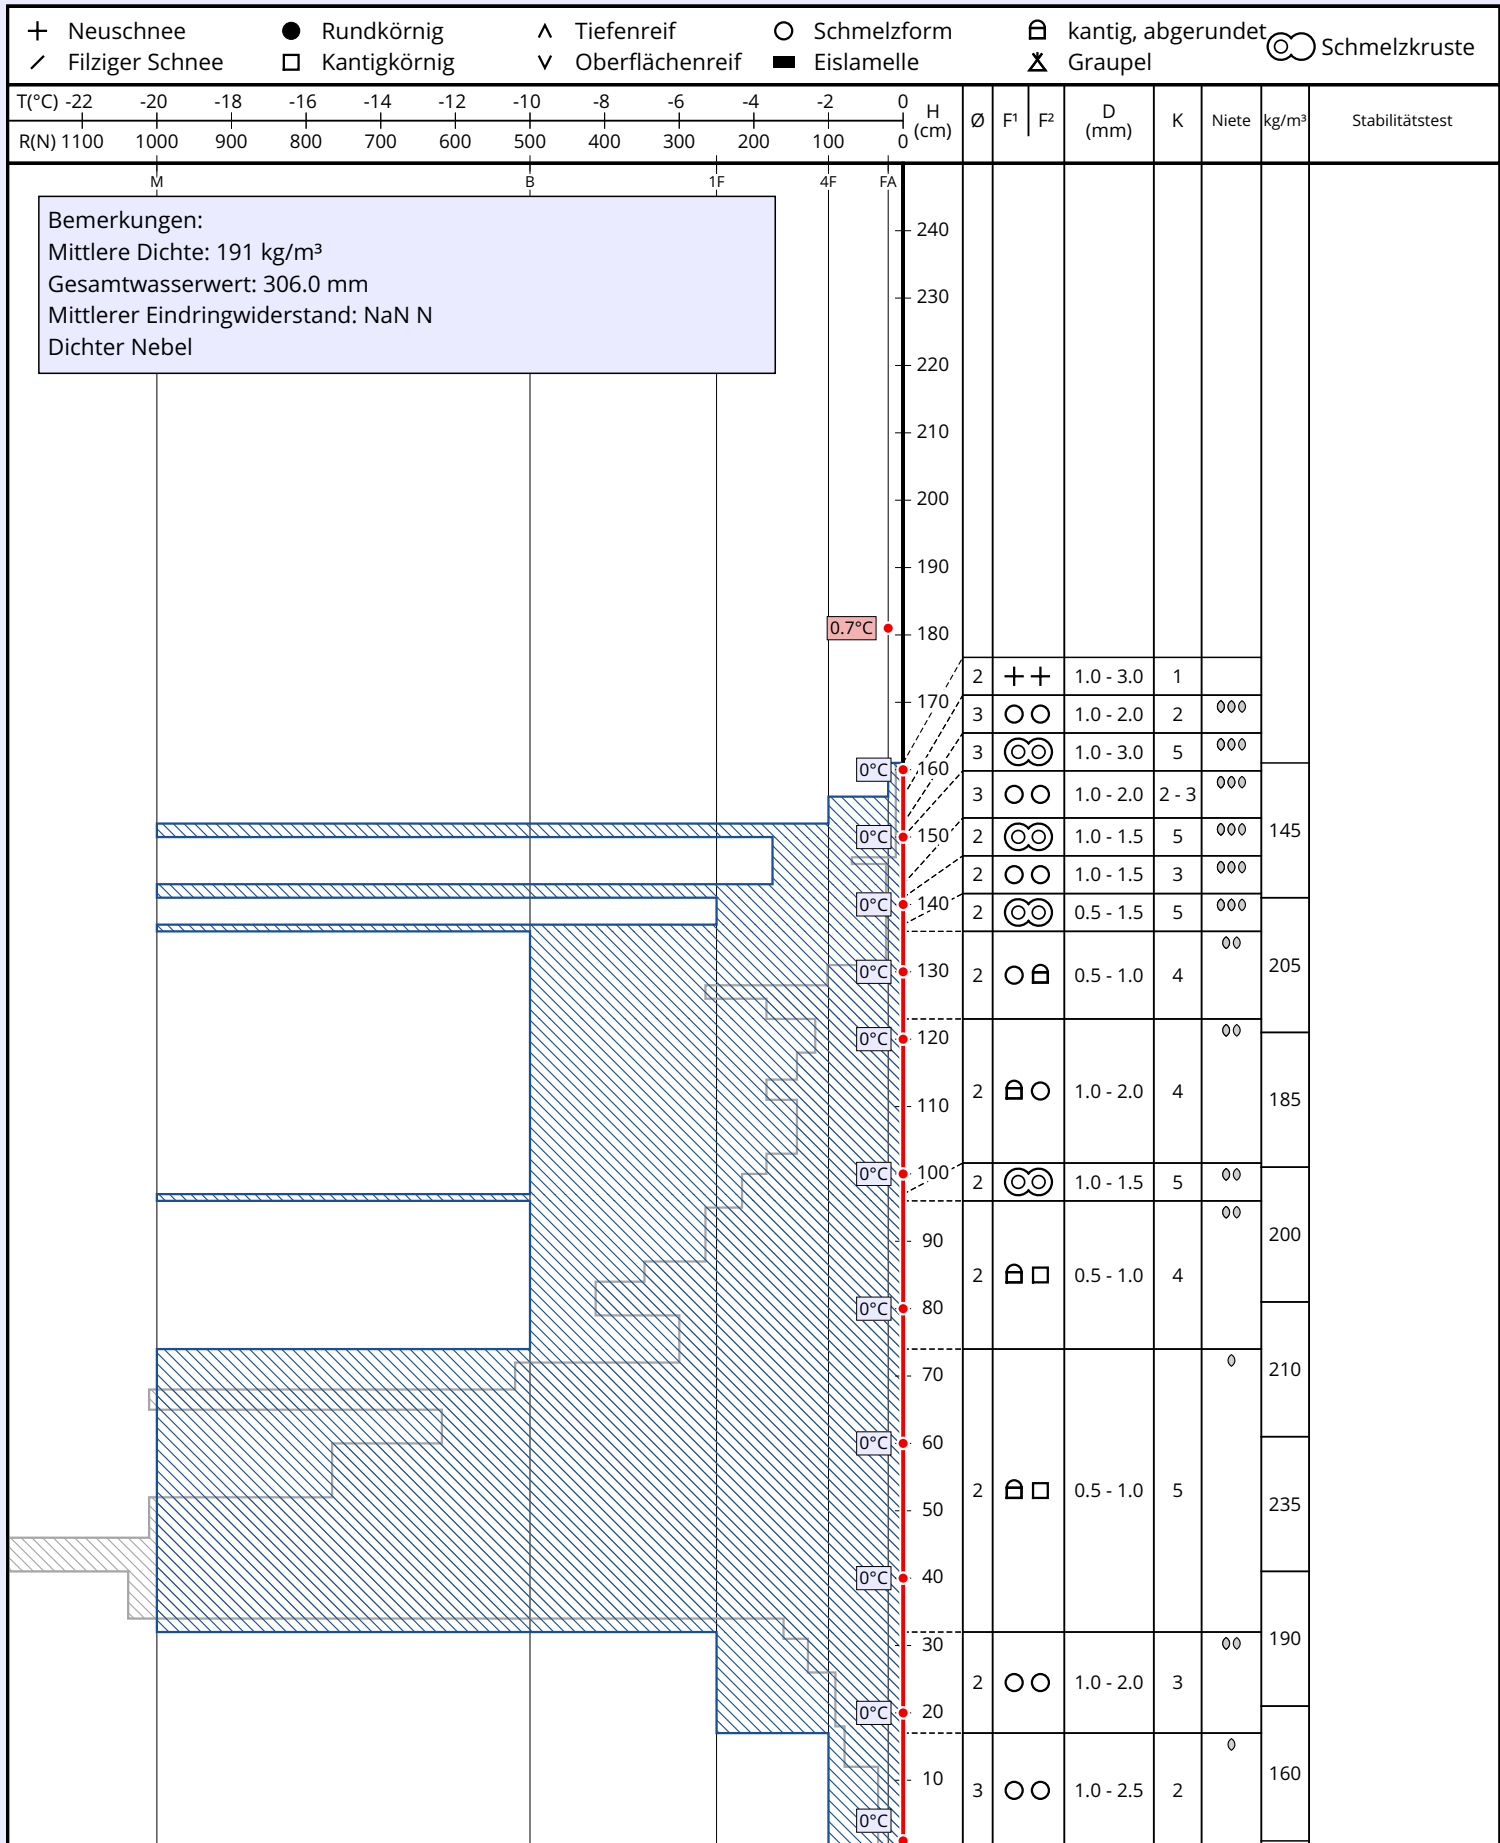 Neuschnee Rundkörnig Tiefenreif Schmelzform kantig, abgerundet Schmelzkruste
Filziger Schnee Kantigkörnig Oberflächenreif Eislamelle Graupel
T(°C) -22 -20 -18 -16 -14 -12 -10 -8 -6 -4 -2 0
R(N) 1100 1000 900 800 700 600 500 400 300 200 100 0
H (cm) Ø F¹ F² D (mm) K Niete kg/m³ Stabilitätstest
M B 1F 4F FA
Bemerkungen:
Mittlere Dichte: 191 kg/m³
Gesamtwasserwert: 306.0 mm
Mittlerer Eindringwiderstand: NaN N
Dichter Nebel
240
230
220
210
200
190
0.7°C
180
2 1.0 - 3.0 1
170
3 1.0 - 2.0 2
3 1.0 - 3.0 5
0°C 160
3 1.0 - 2.0 2 - 3
0°C 150 2 1.0 - 1.5 5 145
2 1.0 - 1.5 3
0°C 140 2 0.5 - 1.5 5
0°C 130 2 0.5 - 1.0 4 205
0°C 120
110 2 1.0 - 2.0 4 185
0°C 100 2 1.0 - 1.5 5
90 200
2 0.5 - 1.0 4
0°C 80
70 210
0°C 60
50 2 0.5 - 1.0 5 235
0°C 40
30 190
2 1.0 - 2.0 3
0°C 20
10 160
3 1.0 - 2.5 2
0°C